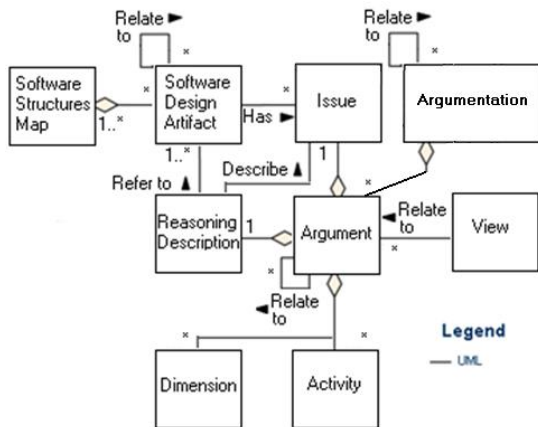 Relate ►
to
*
Relate ►
to
*
Software
Structures
Map
1..*
*
Software
Design
Artifact
Has ►
*
Issue
Argumentation
1..*
Describe ▲
1
Refer to ▲
*
Reasoning
Description
1
Argument
◄ Relate
to
*
View
*
◄ Relate
to
*
*
Dimension
Activity
Legend
UML